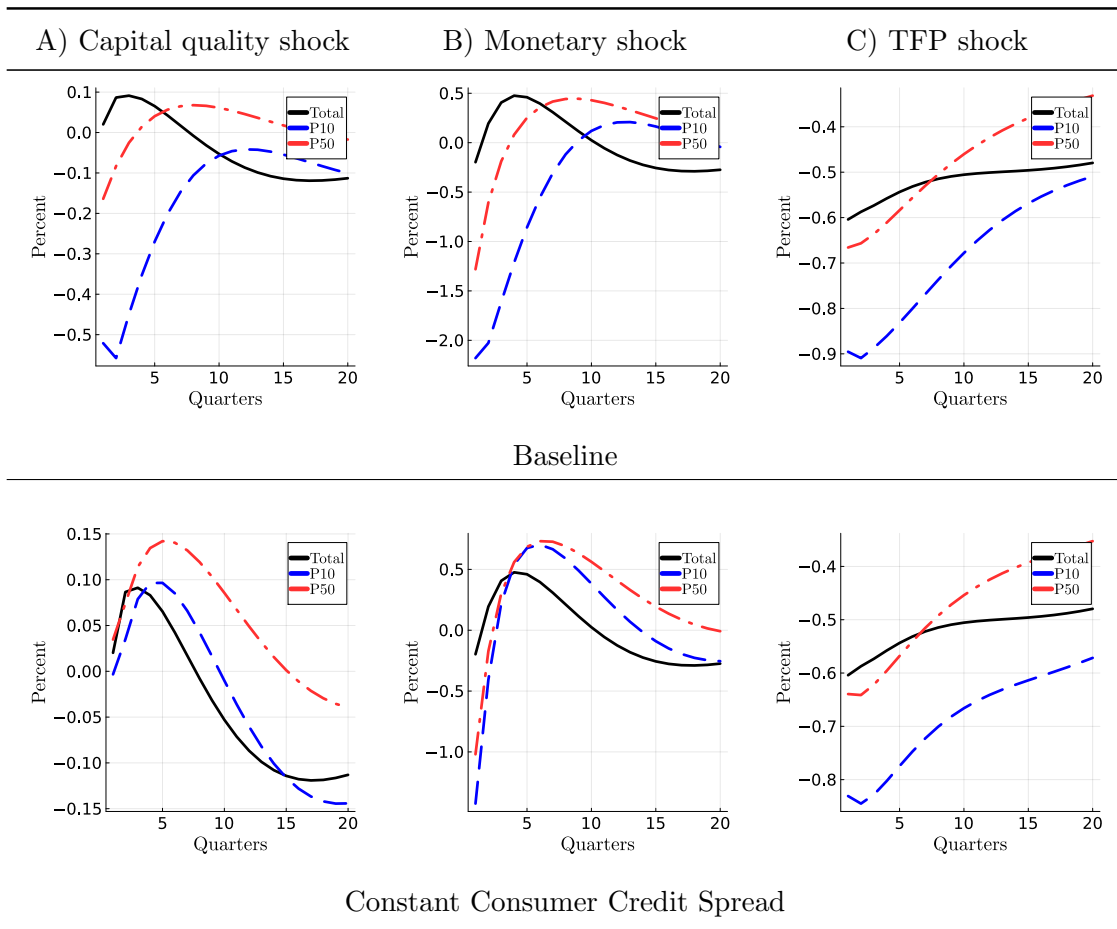 A) Capital quality shock B) Monetary shock C) TFP shock
0.1
0.0
−0.1
−0.2
−0.3
−0.4
−0.5
Percent
5 10 15 20
Quarters
Total
P10
P50
0.5
0.0
−0.5
−1.0
−1.5
−2.0
Percent
5 10 15 20
Quarters
Total
P10
P50
−0.4
−0.5
−0.6
−0.7
−0.8
−0.9
Percent
5 10 15 20
Quarters
Total
P10
P50
Baseline
0.15
0.10
0.05
0.00
−0.05
−0.10
−0.15
Percent
5 10 15 20
Quarters
Total
P10
P50
0.5
0.0
−0.5
−1.0
Percent
5 10 15 20
Quarters
Total
P10
P50
−0.4
−0.5
−0.6
−0.7
−0.8
Percent
5 10 15 20
Quarters
Total
P10
P50
Constant Consumer Credit Spread